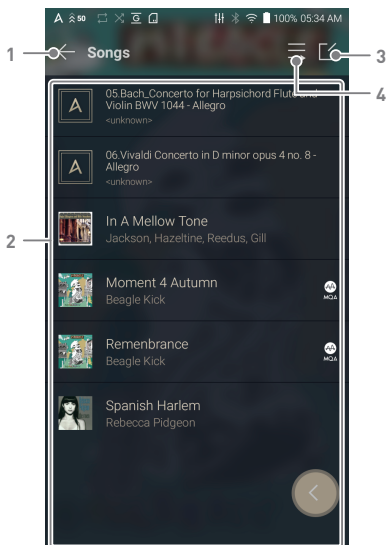 A 50 G 100% 05:34 AM
1 Songs 3
4
05.Bach_Concerto for Harpsichord Flute and
Violin BWV 1044 - Allegro
<unknown>
06.Vivaldi Concerto in D minor opus 4 no. 8 -
Allegro
<unknown>
In A Mellow Tone
Jackson, Hazeltine, Reedus, Gill
2
Moment 4 Autumn
Beagle Kick
MQA
Remenbrance
Beagle Kick
MQA
Spanish Harlem
Rebecca Pidgeon